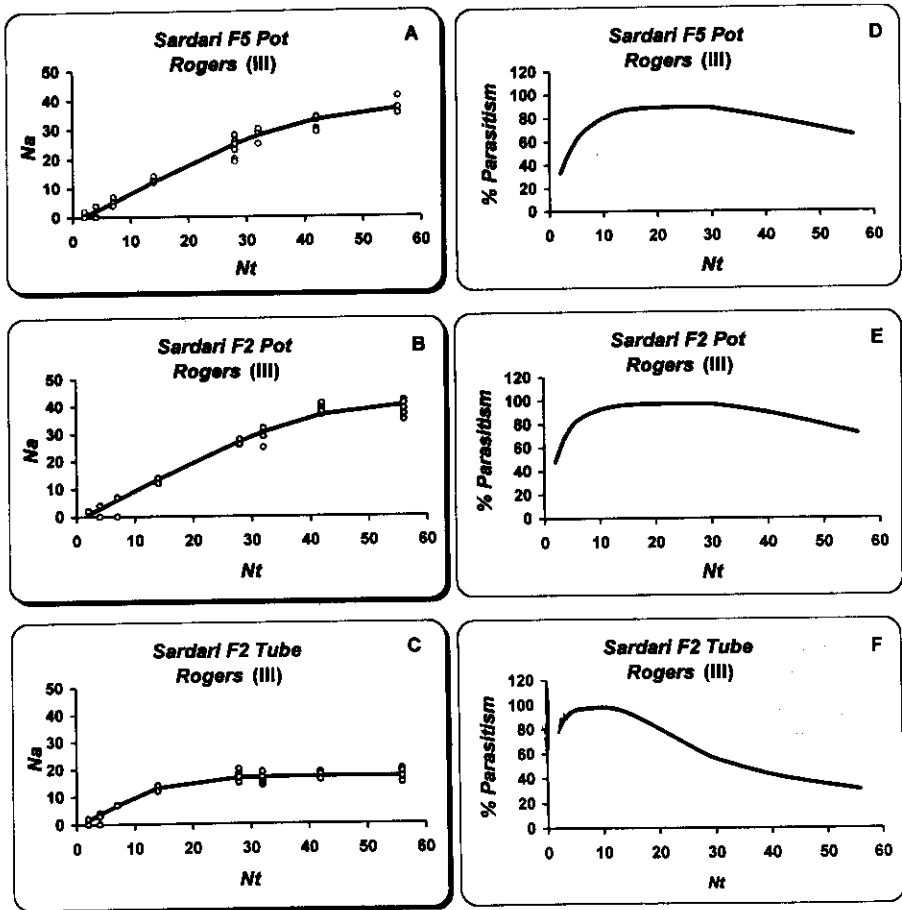 Sardari F5 Pot
Rogers (III)
A
50
40
30
20
10
0
Na
0 10 20 30 40 50 60
Nt
Sardari F5 Pot
Rogers (III)
D
120
100
80
60
40
20
0
% Parasitism
0 10 20 30 40 50 60
Nt
Sardari F2 Pot
Rogers (III)
B
50
40
30
20
10
0
Na
0 10 20 30 40 50 60
Nt
Sardari F2 Pot
Rogers (III)
E
120
100
80
60
40
20
0
% Parasitism
0 10 20 30 40 50 60
Nt
Sardari F2 Tube
Rogers (III)
C
50
40
30
20
10
0
Na
0 10 20 30 40 50 60
Nt
Sardari F2 Tube
Rogers (III)
F
120
100
80
60
40
20
0
% Parasitism
0 10 20 30 40 50 60
Nt